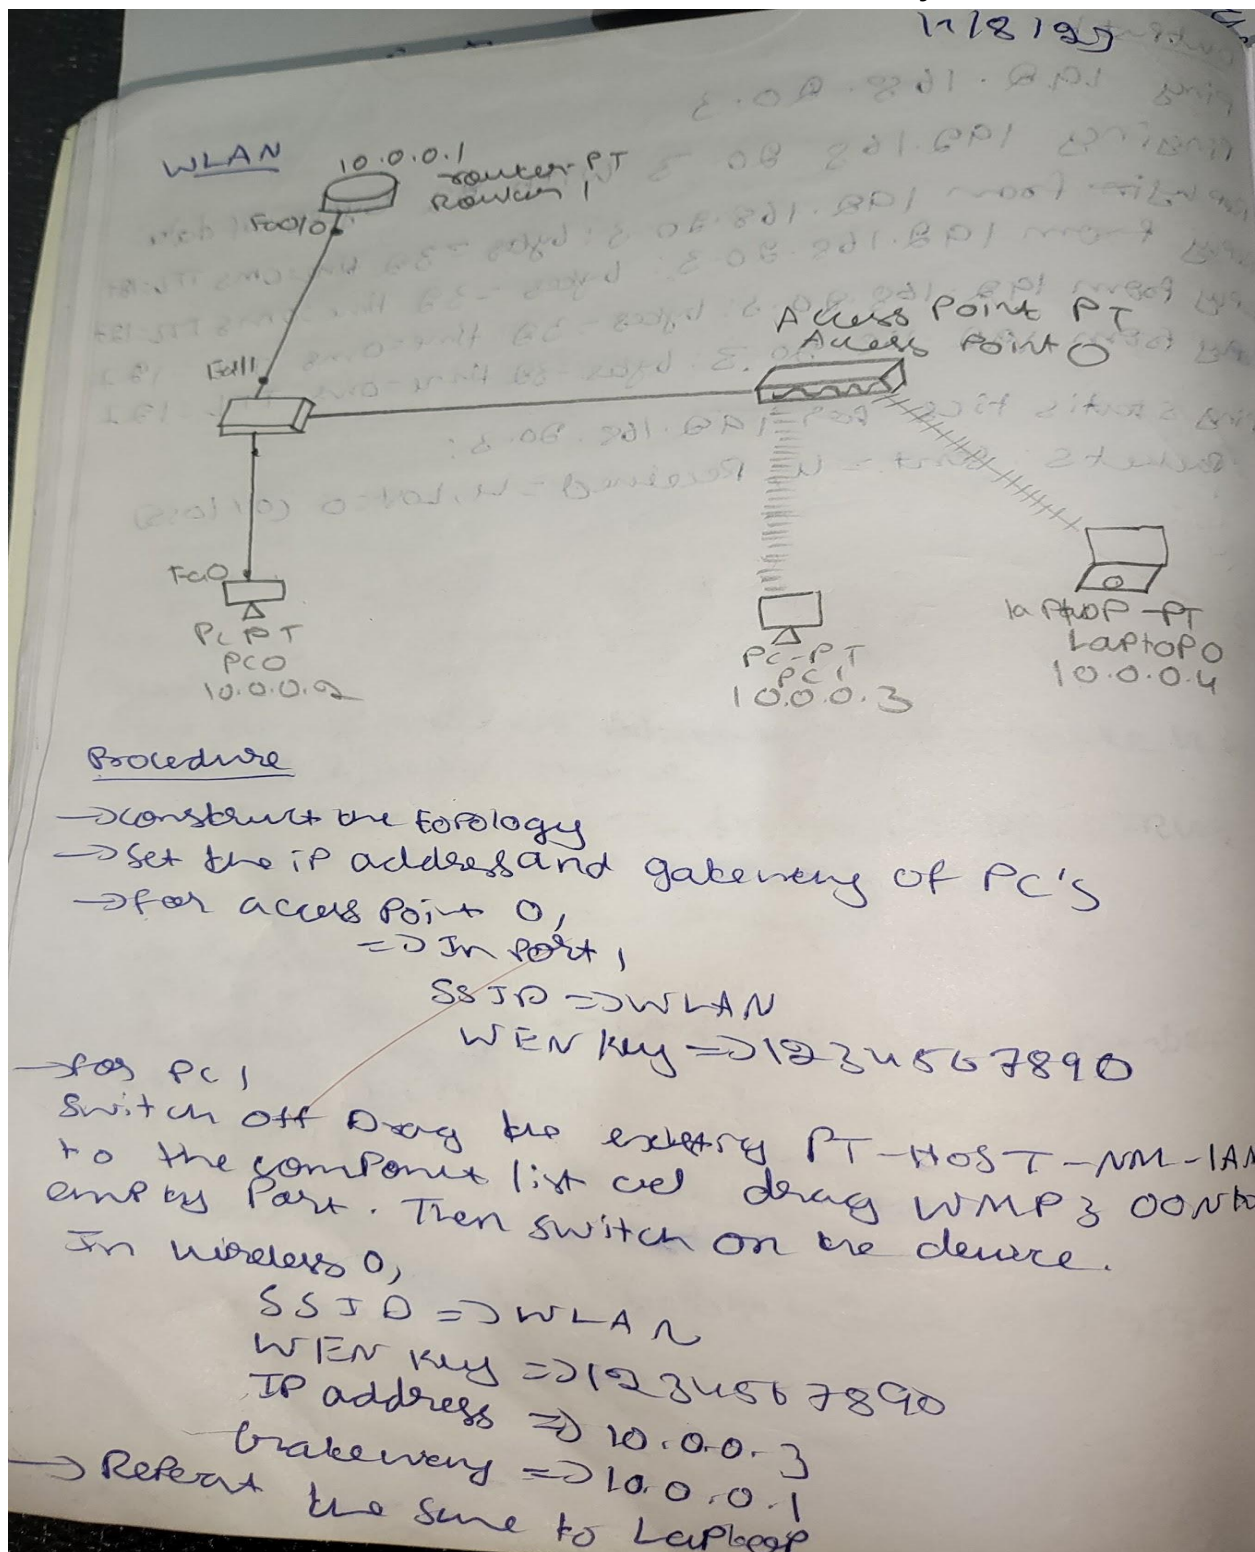 11/8/25
WLAN
10.0.0.1
router-PT
Router 1
Fa0/0
Access Point PT
Access Point 0
Fa1/1
Fa0
Pc PT
PC0
10.0.0.2
PC-PT
PC1
10.0.0.3
laptop-PT
Laptop0
10.0.0.4
Procedure
→ construct the topology
→ Set the iP address and gateway of PC's
→ for access Point 0,
=> In Port 1
SSID => WLAN
WEN Key => 1234567890
→ for PC 1
Switch off Drag the existing PT-HOST-NM-1AM
to the component list and drag WMP300N to
empty Port. Then switch on the device.
In wireless 0,
SSID => WLAN
WEN Key => 1234567890
IP address => 10.0.0.3
Gateway => 10.0.0.1
→ Repeat the same to Laptop